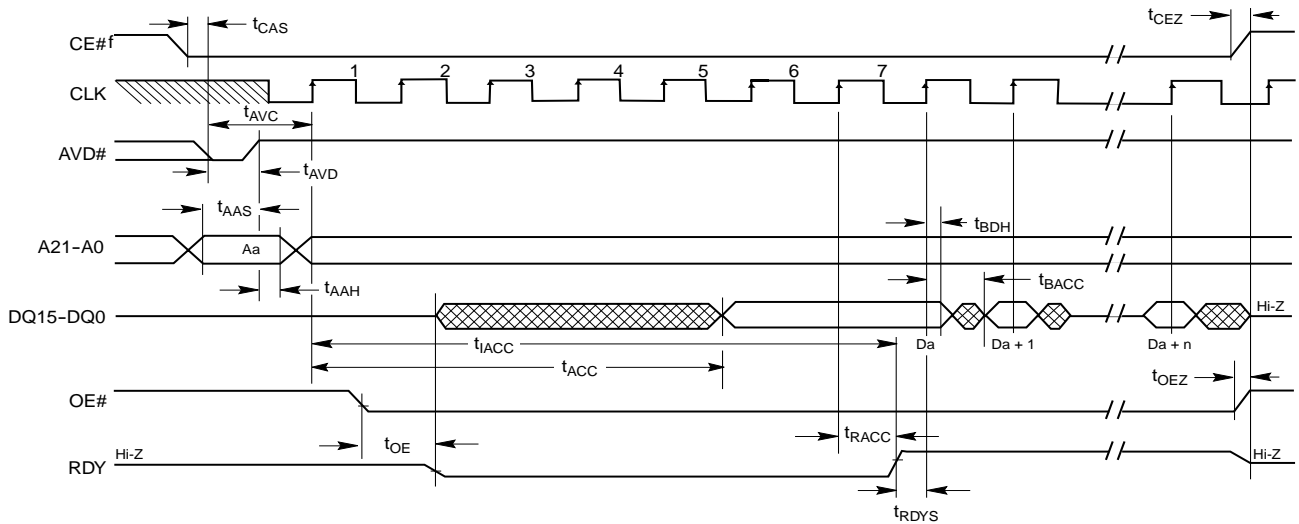 tCAS
tCEZ
CE#f
1 2 3 4 5 6 7
CLK
tAVC
AVD#
tAVD
tAAS
tBDH
A21-A0
Aa
tAAH
tBACC
DQ15-DQ0
Hi-Z
tIACC
Da
Da + 1
Da + n
tACC
tOEZ
OE#
tOE
tRACC
RDY
Hi-Z
Hi-Z
tRDYS